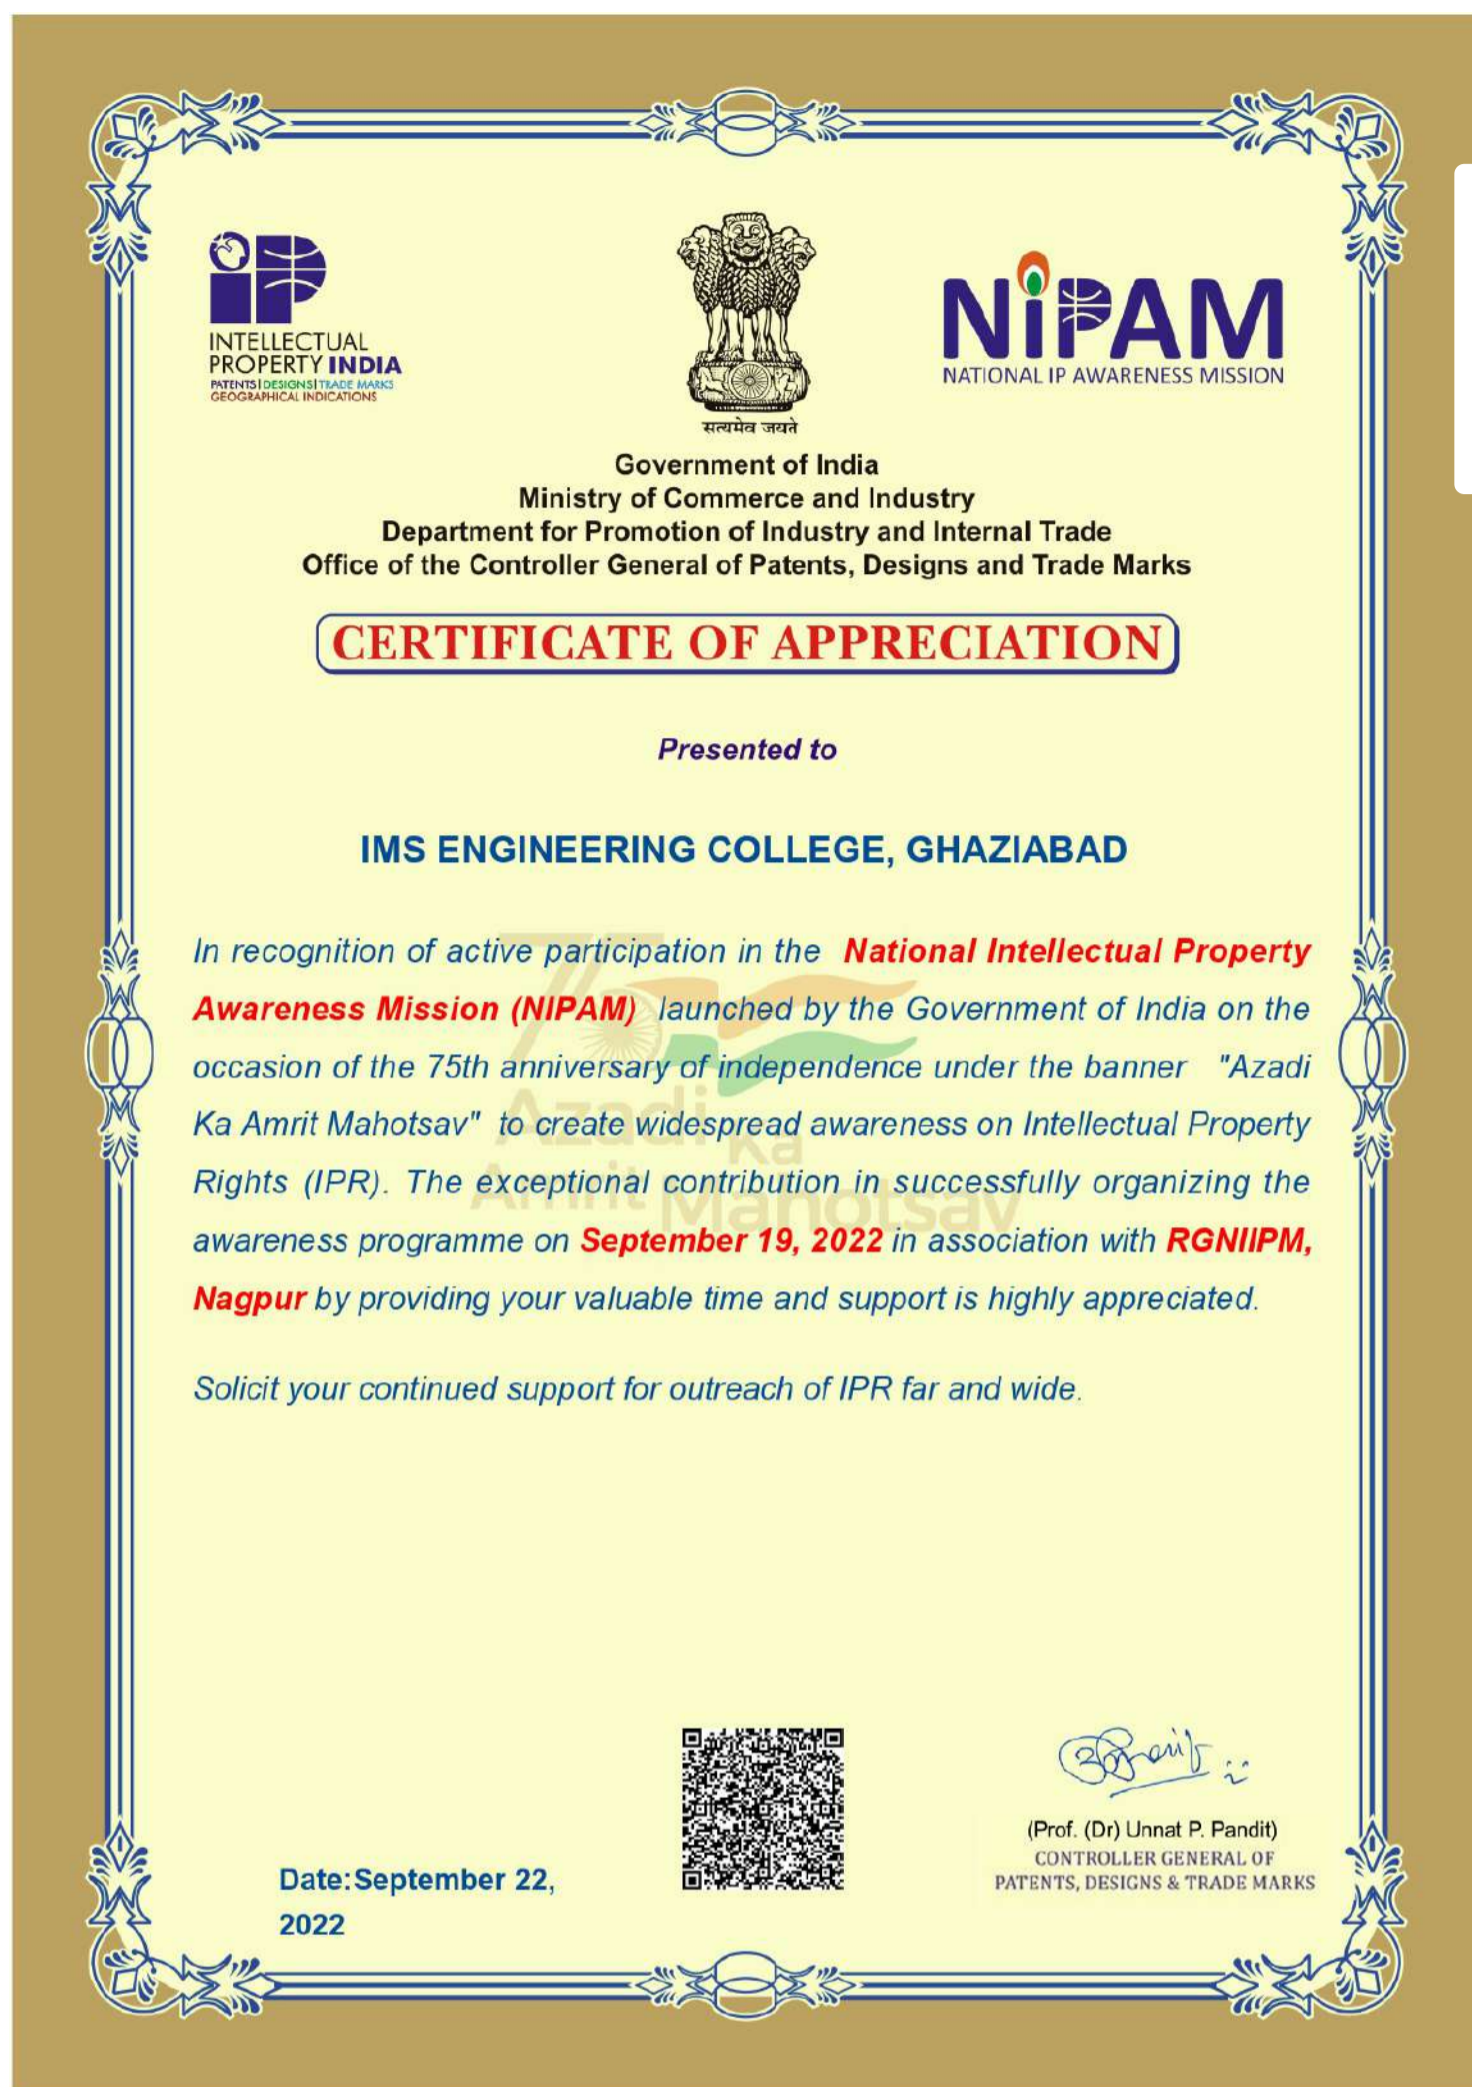 INTELLECTUAL
PROPERTY INDIA
PATENTS | DESIGNS | TRADE MARKS
GEOGRAPHICAL INDICATIONS
सत्यमेव जयते
NiPAM
NATIONAL IP AWARENESS MISSION
Government of India
Ministry of Commerce and Industry
Department for Promotion of Industry and Internal Trade
Office of the Controller General of Patents, Designs and Trade Marks
CERTIFICATE OF APPRECIATION
Presented to
IMS ENGINEERING COLLEGE, GHAZIABAD
In recognition of active participation in the National Intellectual Property
Awareness Mission (NIPAM) launched by the Government of India on the
occasion of the 75th anniversary of independence under the banner "Azadi
Ka Amrit Mahotsav" to create widespread awareness on Intellectual Property
Rights (IPR). The exceptional contribution in successfully organizing the
awareness programme on September 19, 2022 in association with RGNIIPM,
Nagpur by providing your valuable time and support is highly appreciated.
Solicit your continued support for outreach of IPR far and wide.
Azadi
Ka
Amrit Mahotsav
(Prof. (Dr) Unnat P. Pandit)
CONTROLLER GENERAL OF
PATENTS, DESIGNS & TRADE MARKS
Date:September 22,
2022